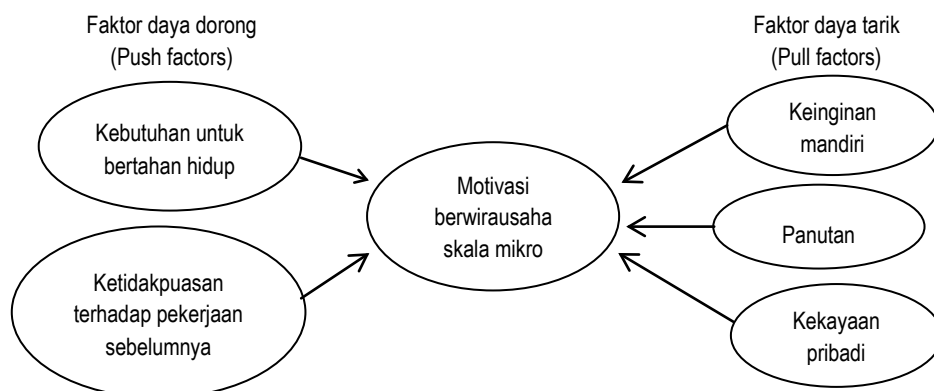 Faktor daya dorong
(Push factors)
Kebutuhan untuk
bertahan hidup
Ketidakpuasan
terhadap pekerjaan
sebelumnya
Motivasi
berwirausaha
skala mikro
Faktor daya tarik
(Pull factors)
Keinginan
mandiri
Panutan
Kekayaan
pribadi